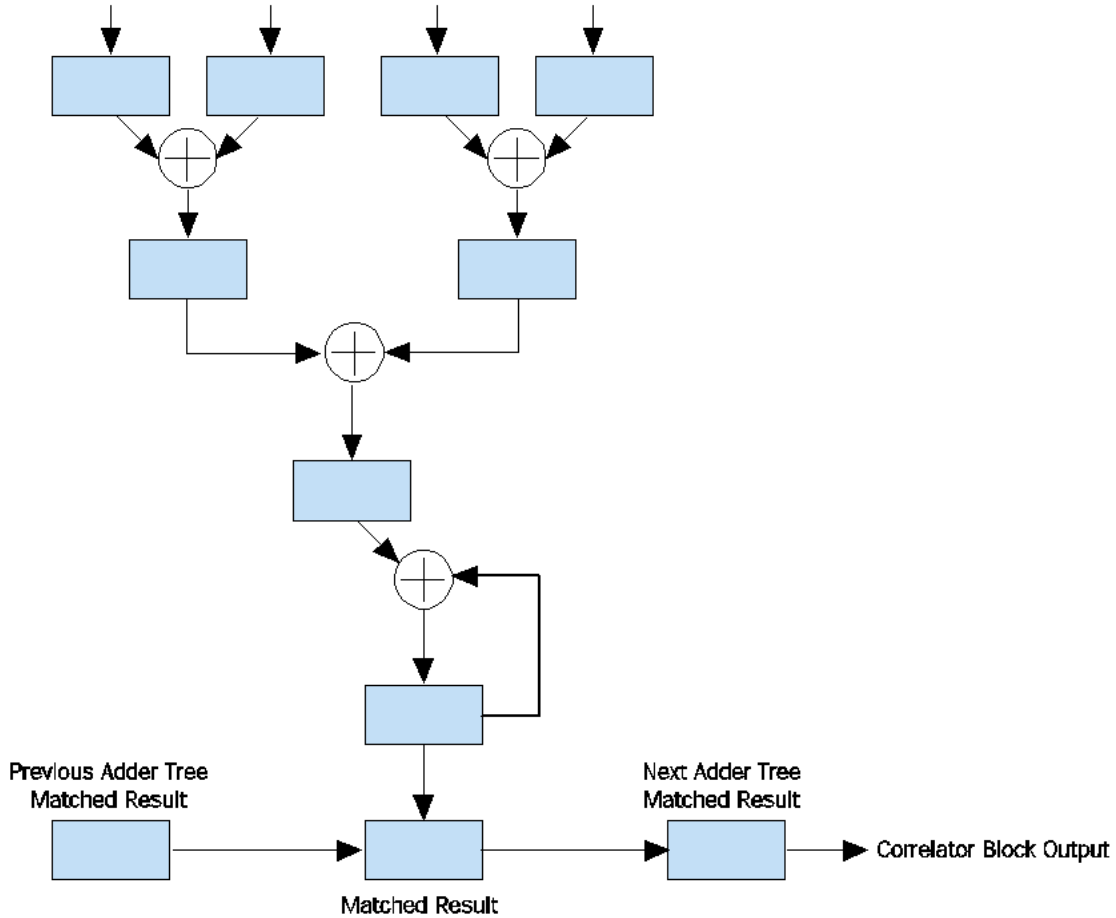 Previous Adder Tree
Matched Result
Next Adder Tree
Matched Result
Correlator Block Output
Matched Result